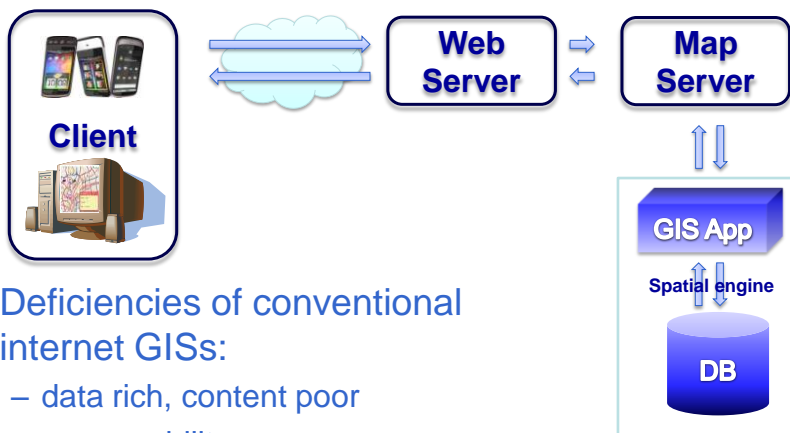 Web
Server
Map
Server
Client
GIS App
Spatial engine
DB
Deficiencies of conventional
internet GISs:
– data rich, content poor